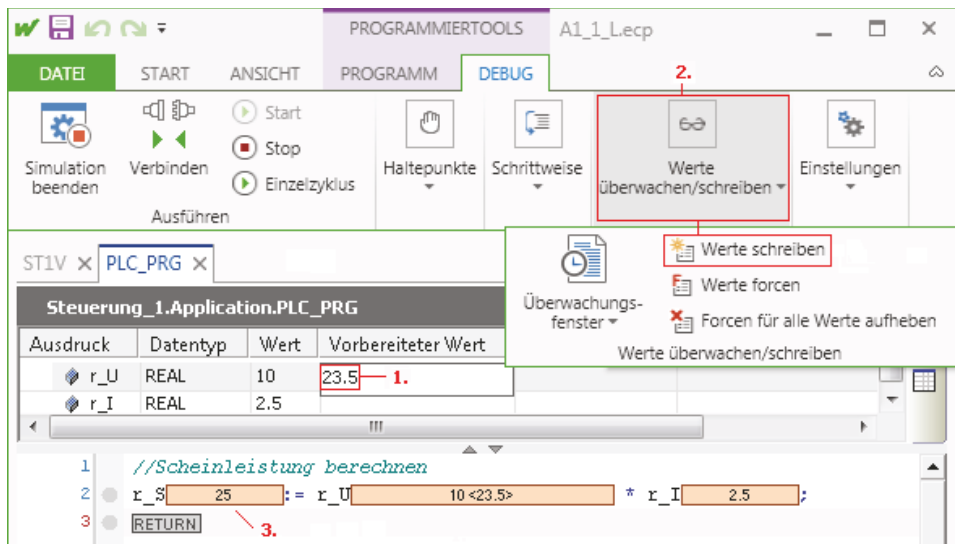 PROGRAMMIERTOOLS A1_1_L.ecp
DATEI START ANSICHT PROGRAMM DEBUG 2.
Simulation beenden
Verbinden
Start
Stop
Einzelzyklus
Ausführen
Haltepunkte
Schrittweise
Werte überwachen/schreiben
Einstellungen
ST1V PLC_PRG
Werte schreiben
Werte forcen
Forcen für alle Werte aufheben
Überwachungs-
fenster
Werte überwachen/schreiben
Steuerung_1.Application.PLC_PRG
Ausdruck Datentyp Wert Vorbereiteter Wert
r_U REAL 10 23.5 1.
r_I REAL 2.5
1 //Scheinleistung berechnen
2 r_S 25 := r_U 10 <23.5> * r_I 2.5 ;
3 RETURN 3.